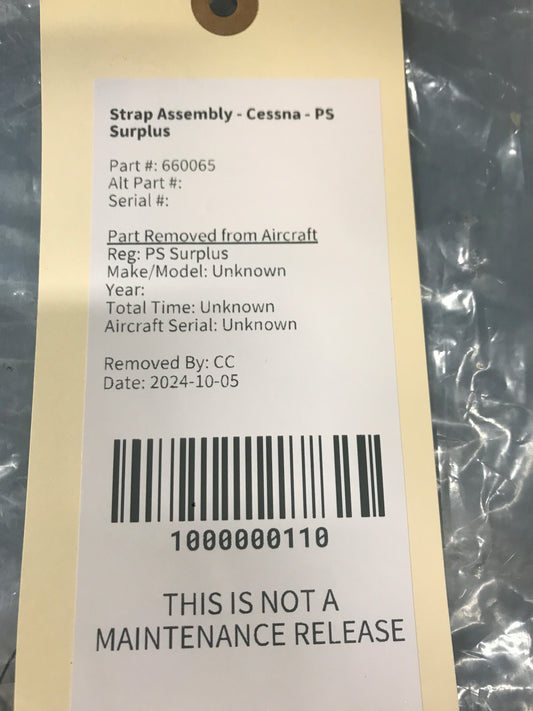 Strap Assembly - Cessna - PS
Surplus
Part #: 660065
Alt Part #:
Serial #:
Part Removed from Aircraft
Reg: PS Surplus
Make/Model: Unknown
Year:
Total Time: Unknown
Aircraft Serial: Unknown
Removed By: CC
Date: 2024-10-05
1000000110
THIS IS NOT A
MAINTENANCE RELEASE